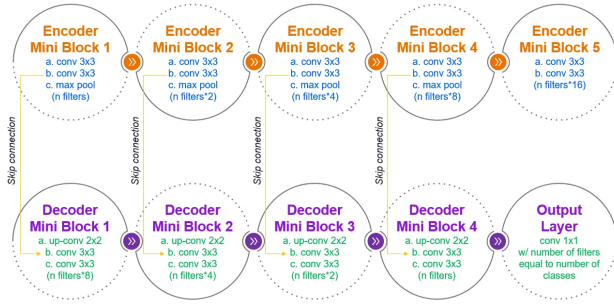 Encoder
Mini Block 1
a. conv 3x3
b. conv 3x3
c. max pool
(n filters)
Encoder
Mini Block 2
a. conv 3x3
b. conv 3x3
c. max pool
(n filters*2)
Encoder
Mini Block 3
a. conv 3x3
b. conv 3x3
c. max pool
(n filters*4)
Encoder
Mini Block 4
a. conv 3x3
b. conv 3x3
c. max pool
(n filters*8)
Encoder
Mini Block 5
a. conv 3x3
b. conv 3x3
(n filters*16)
Skip connection
Skip connection
Skip connection
Skip connection
Decoder
Mini Block 1
a. up-conv 2x2
b. conv 3x3
c. conv 3x3
(n filters*8)
Decoder
Mini Block 2
a. up-conv 2x2
b. conv 3x3
c. conv 3x3
(n filters*4)
Decoder
Mini Block 3
a. up-conv 2x2
b. conv 3x3
c. conv 3x3
(n filters*2)
Decoder
Mini Block 4
a. up-conv 2x2
b. conv 3x3
c. conv 3x3
(n filters)
Output
Layer
conv 1x1
w/ number of filters
equal to number of
classes